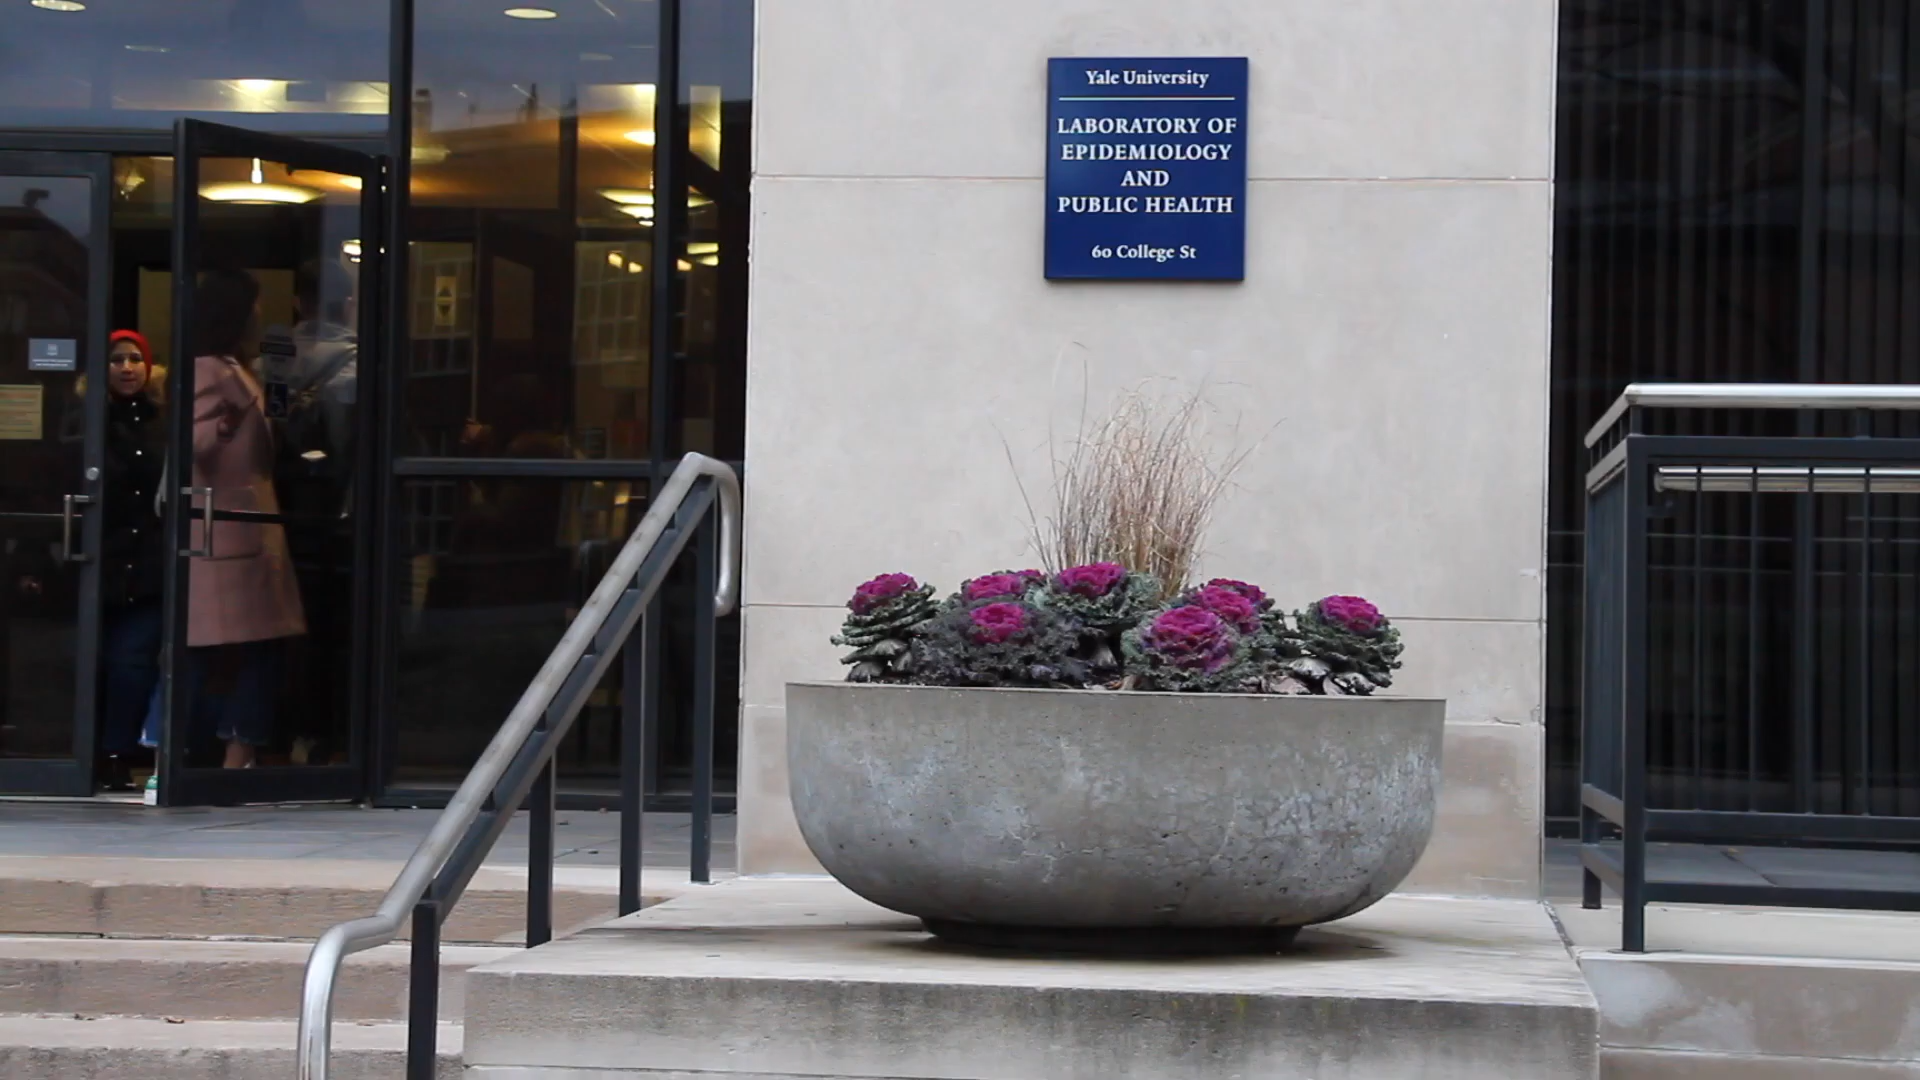 Yale University
LABORATORY OF
EPIDEMIOLOGY
AND
PUBLIC HEALTH
60 College St